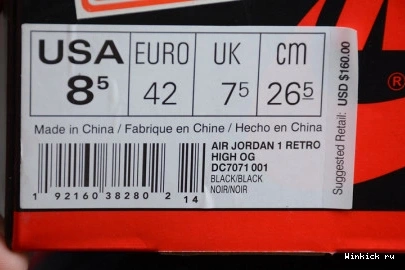 USA EURO UK cm
8⁵ 42 7⁵ 26⁵
Made in China / Fabrique en Chine / Hecho en China
AIR JORDAN 1 RETRO
HIGH OG
DC7071 001
BLACK/BLACK
NOIR/NOIR
1 92160 38280 2 14
Suggested Retail: USD $160.00
®
Winkick ru